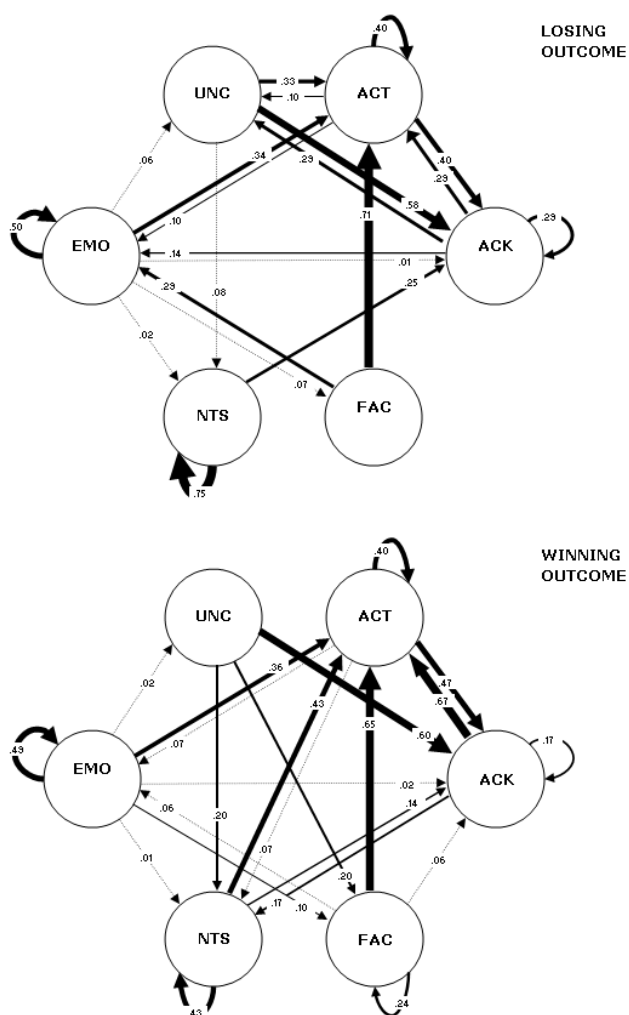 .40
LOSING
OUTCOME
UNC
.33
ACT
.10
.06
.34
.29
.40
.29
.58
.50
EMO
.10
.71
ACK
.29
.14
.01
.29
.08
.25
.02
.07
NTS
FAC
.75
WINNING
OUTCOME
.40
UNC
ACT
.02
.36
.47
.43
.67
.07
.65
.60
.49
EMO
.17
ACK
.02
.06
.14
.20
.01
.07
.06
.20
.17
.10
NTS
FAC
.43
.24